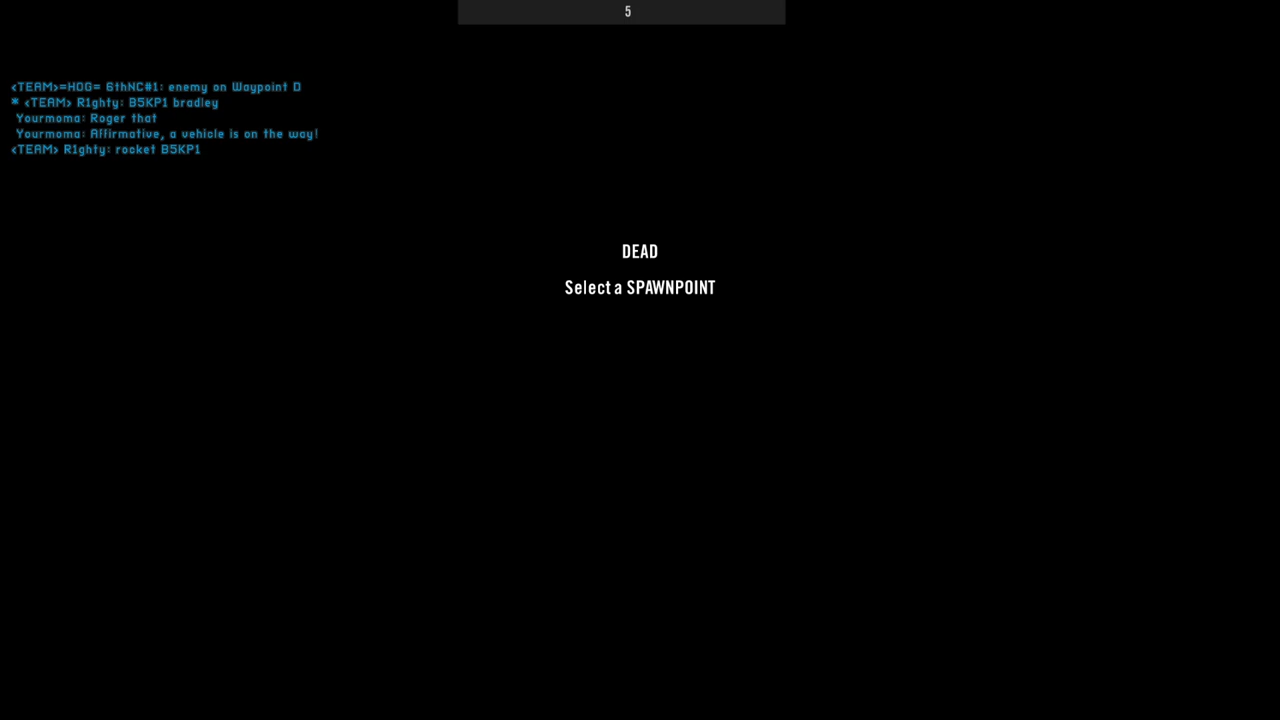 5
<TEAM>=HOG= 6thNC#1: enemy on Waypoint D
* <TEAM> R1ghty: B5KP1 bradley
Yourmoma: Roger that
Yourmoma: Affirmative, a vehicle is on the way!
<TEAM> R1ghty: rocket B5KP1
DEAD
Select a SPAWNPOINT